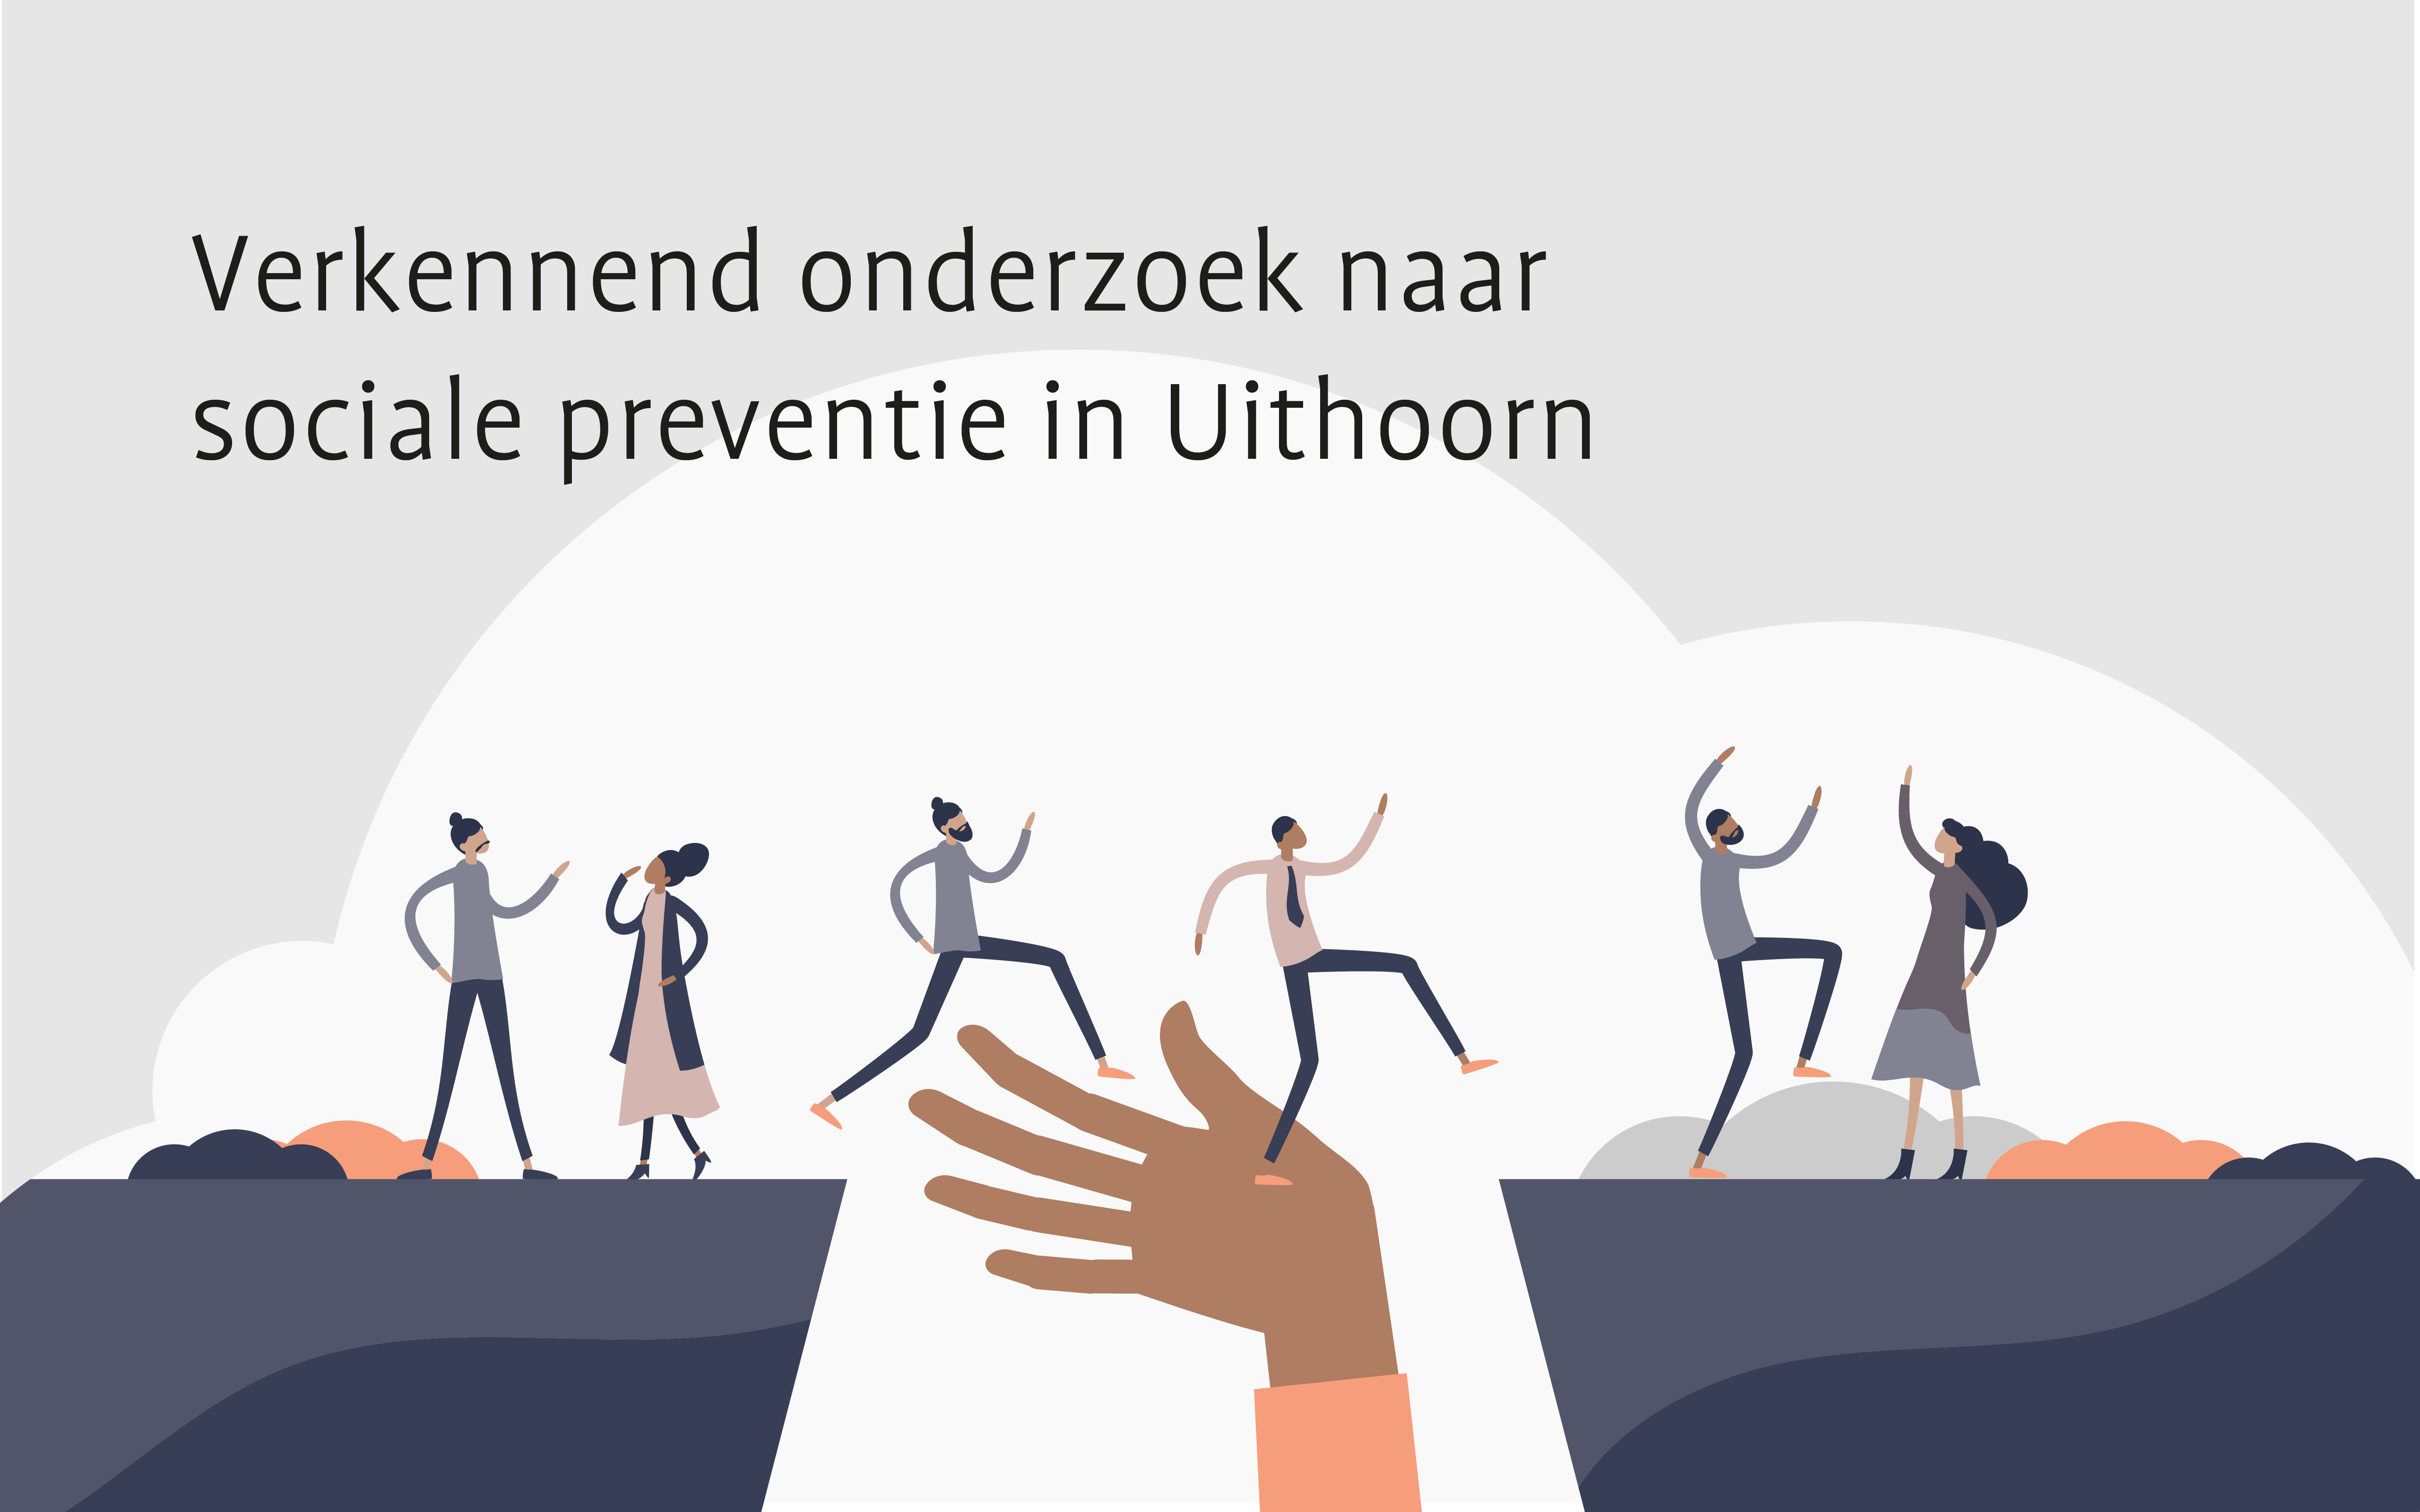 Verkennend onderzoek naar
sociale preventie in Uithoorn